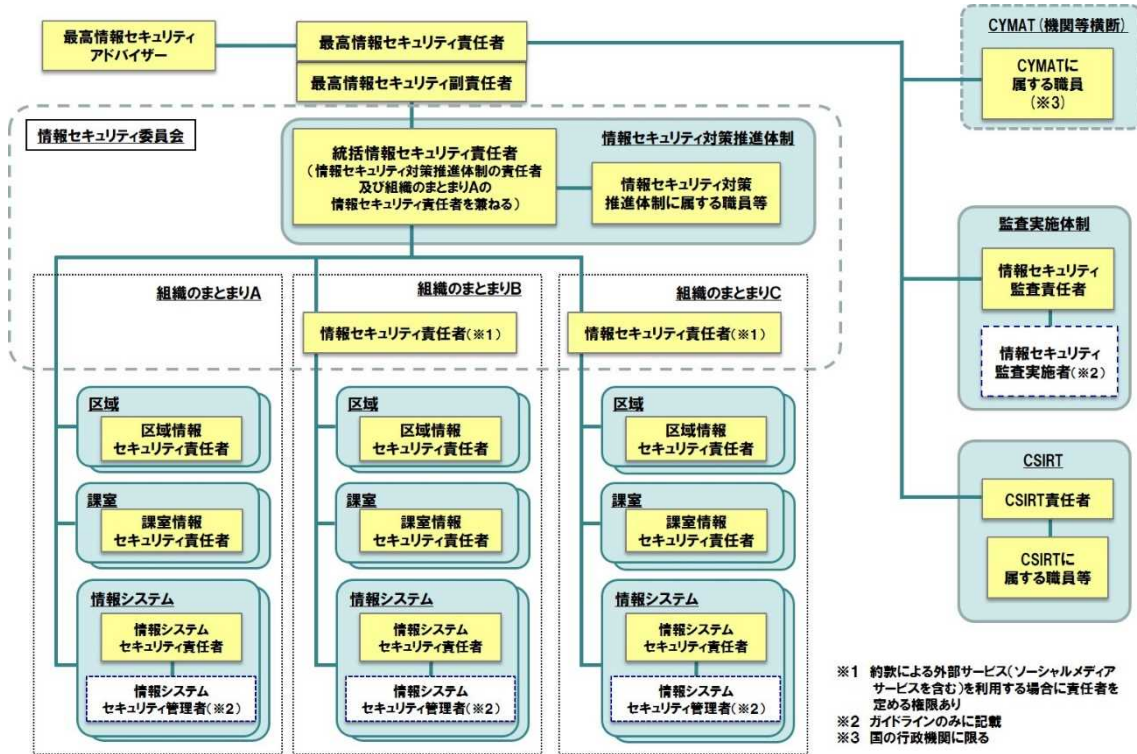 最高情報セキュリティ
アドバイザー
最高情報セキュリティ責任者
最高情報セキュリティ副責任者
CYMAT（機関等横断）
CYMATに
属する職員
（※3）
情報セキュリティ委員会
情報セキュリティ対策推進体制
統括情報セキュリティ責任者
（情報セキュリティ対策推進体制の責任者
及び組織のまとまりAの
情報セキュリティ責任者を兼ねる）
情報セキュリティ対策
推進体制に属する職員等
監査実施体制
情報セキュリティ
監査責任者
情報セキュリティ
監査実施者（※2）
CSIRT
CSIRT責任者
CSIRTに
属する職員等
組織のまとまりA
区域
区域情報
セキュリティ責任者
課室
課室情報
セキュリティ責任者
情報システム
情報システム
セキュリティ責任者
情報システム
セキュリティ管理者（※2）
組織のまとまりB
情報セキュリティ責任者（※1）
区域
区域情報
セキュリティ責任者
課室
課室情報
セキュリティ責任者
情報システム
情報システム
セキュリティ責任者
情報システム
セキュリティ管理者（※2）
組織のまとまりC
情報セキュリティ責任者（※1）
区域
区域情報
セキュリティ責任者
課室
課室情報
セキュリティ責任者
情報システム
情報システム
セキュリティ責任者
情報システム
セキュリティ管理者（※2）
※1 約款による外部サービス（ソーシャルメディア
サービスを含む）を利用する場合に責任者を
定める権限あり
※2 ガイドラインのみに記載
※3 国の行政機関に限る